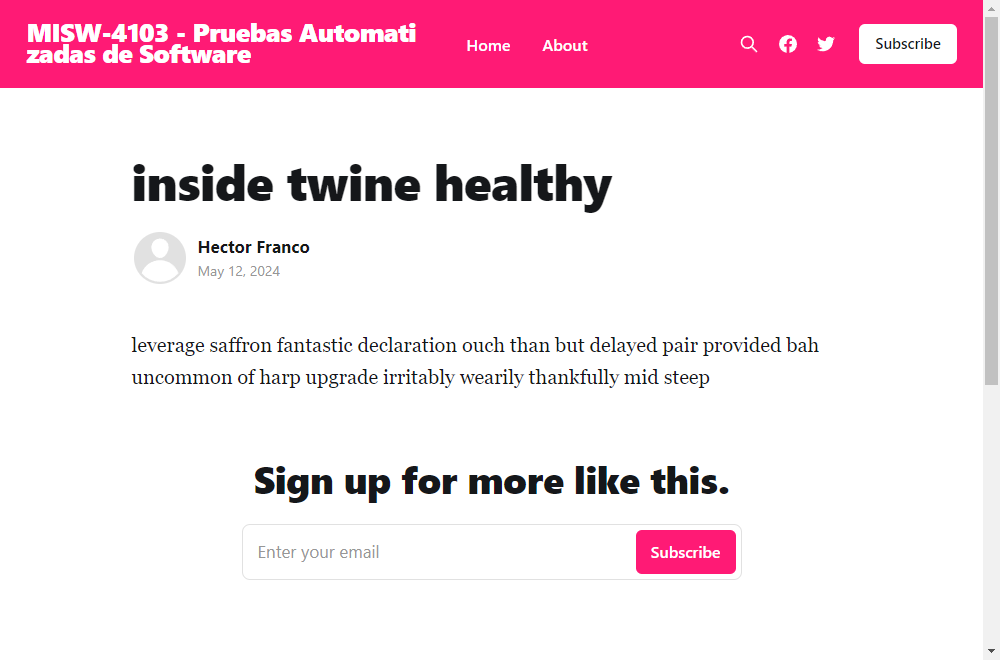 MISW-4103 - Pruebas Automati
zadas de Software
Home
About
Subscribe
inside twine healthy
Hector Franco
May 12, 2024
leverage saffron fantastic declaration ouch than but delayed pair provided bah
uncommon of harp upgrade irritably wearily thankfully mid steep
Sign up for more like this.
Enter your email
Subscribe